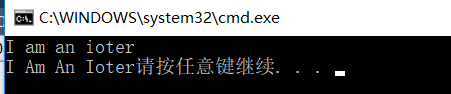 C:\WINDOWS\system32\cmd.exe
I am an ioter
I Am An Ioter请按任意键继续. . .